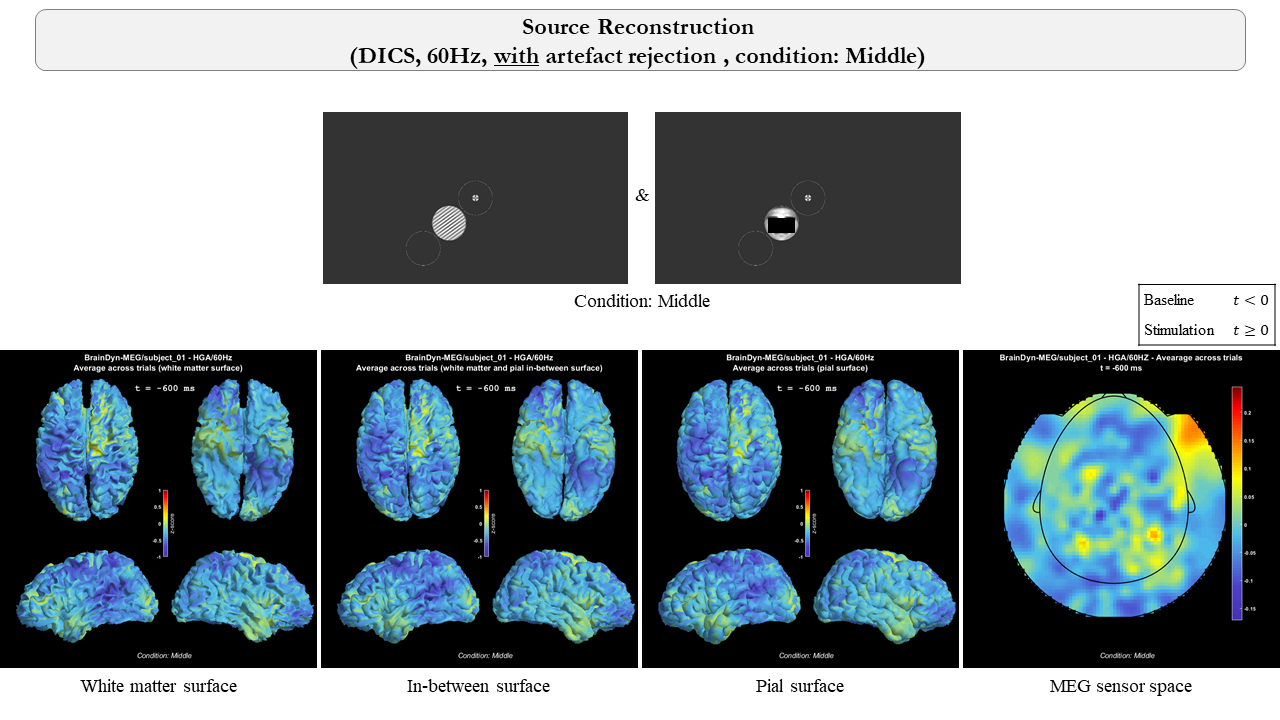 Source Reconstruction
(DICS, 60Hz, with artefact rejection , condition: Middle)
&
Condition: Middle
Baseline t < 0
Stimulation t ≥ 0
BrainDyn-MEG/subject_01 - HGA/60Hz
Average across trials (white matter surface)
t = -600 ms
1
0.5
0
-0.5
-1
z-score
Condition: Middle
BrainDyn-MEG/subject_01 - HGA/60Hz
Average across trials (white matter and pial in-between surface)
t = -600 ms
1
0.5
0
-0.5
-1
z-score
Condition: Middle
BrainDyn-MEG/subject_01 - HGA/60Hz
Average across trials (pial surface)
t = -600 ms
1
0.5
0
-0.5
-1
z-score
Condition: Middle
BrainDyn-MEG/subject_01 - HGA/60HZ - Avearage across trials
t = -600 ms
0.2
0.15
0.1
0.05
0
-0.05
-0.1
-0.15
Condition: Middle
White matter surface
In-between surface
Pial surface
MEG sensor space